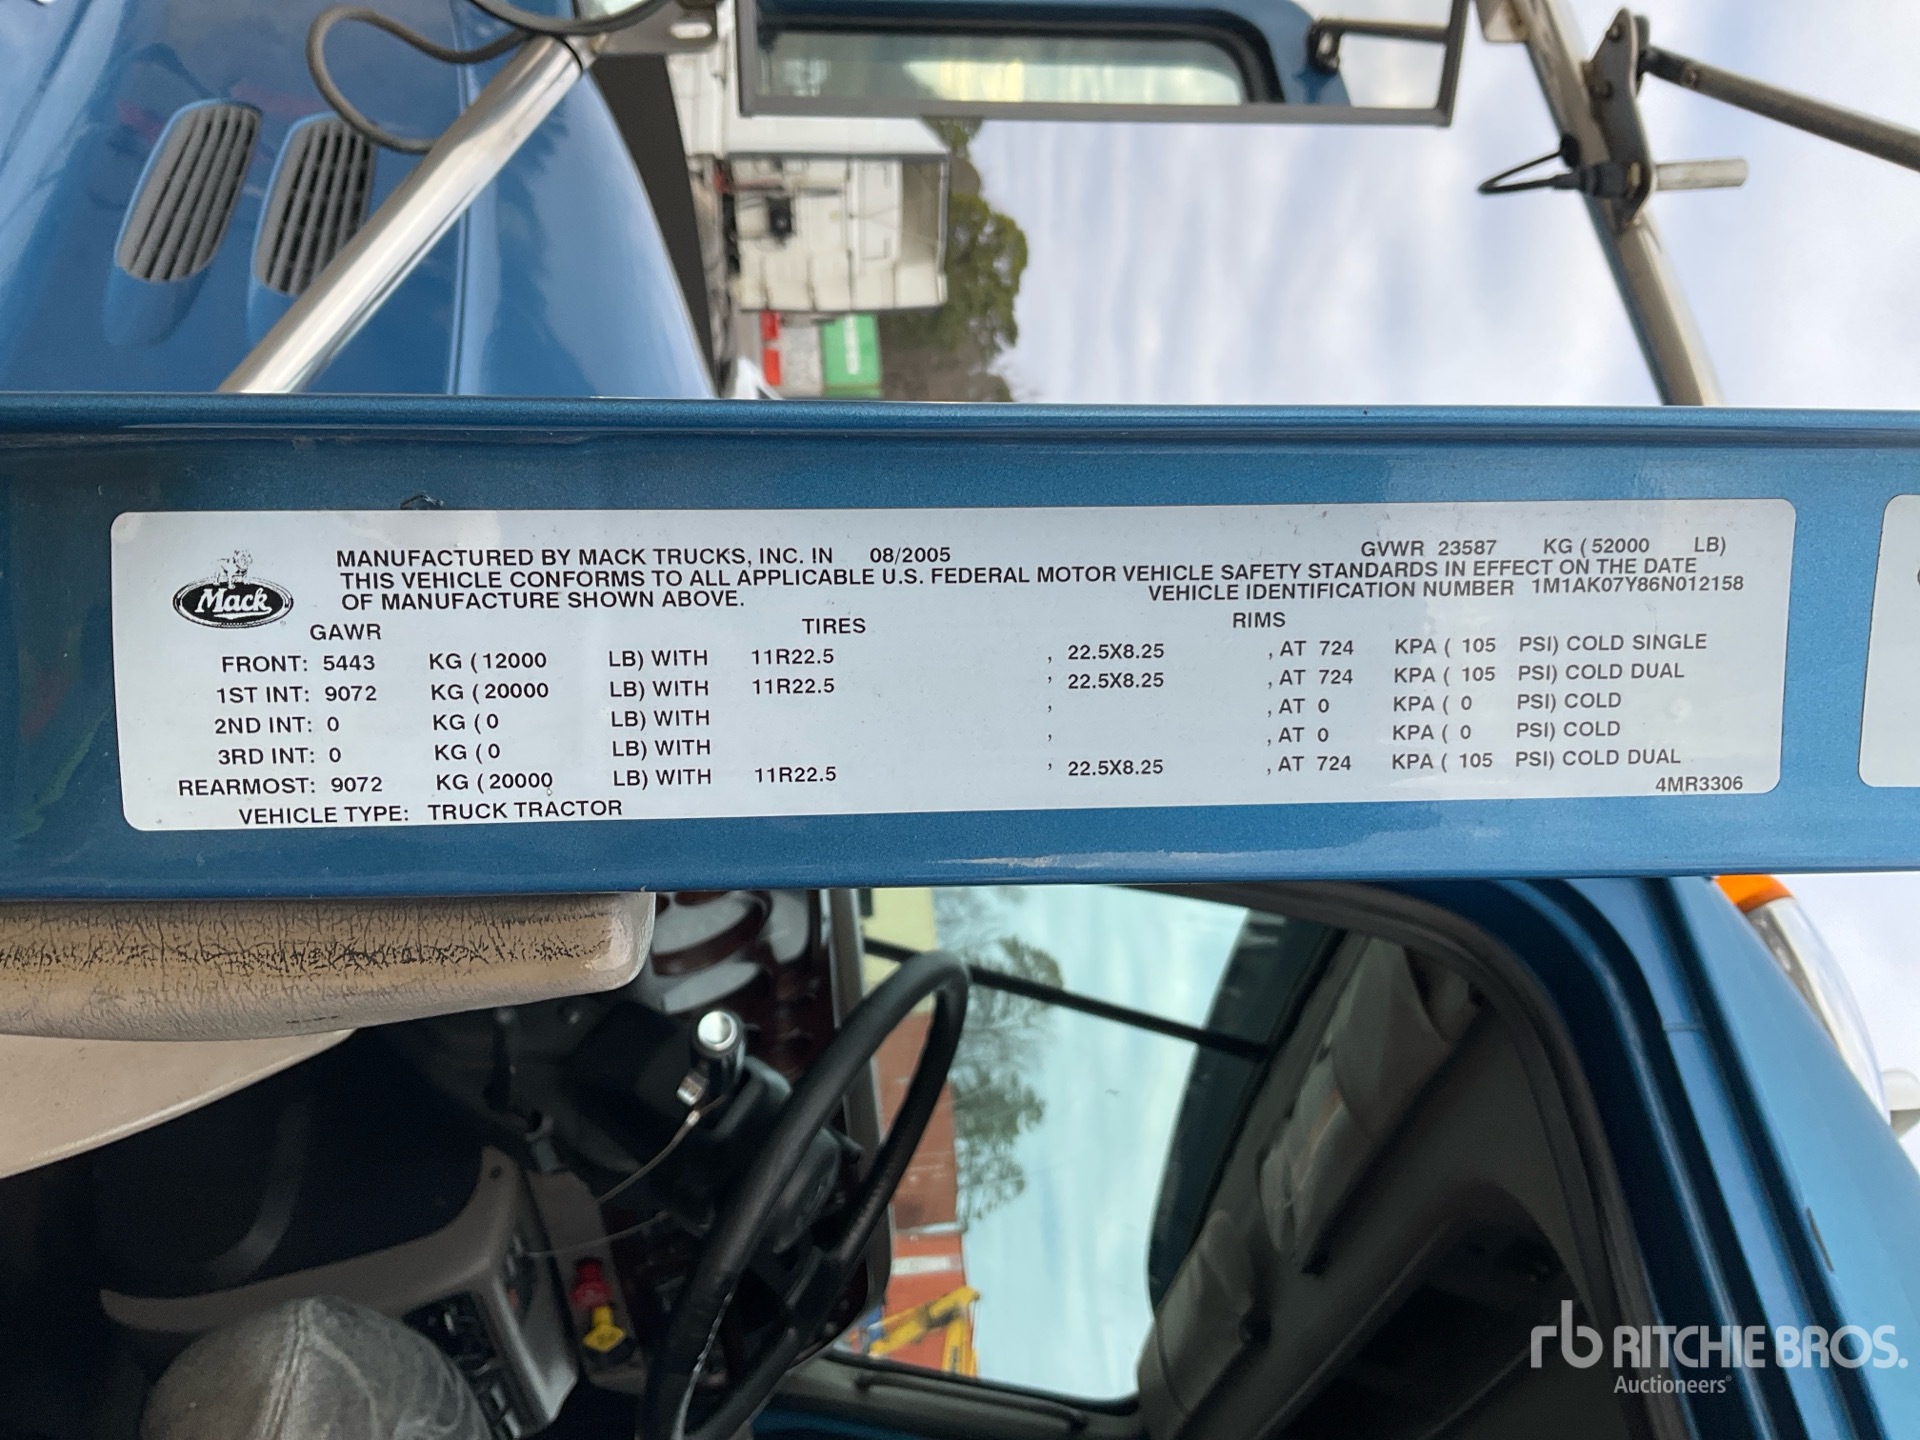 MANUFACTURED BY MACK TRUCKS, INC. IN 08/2005 GVWR 23587 KG ( 52000 LB)
THIS VEHICLE CONFORMS TO ALL APPLICABLE U.S. FEDERAL MOTOR VEHICLE SAFETY STANDARDS IN EFFECT ON THE DATE
OF MANUFACTURE SHOWN ABOVE. VEHICLE IDENTIFICATION NUMBER 1M1AK07Y86N012158
Mack
GAWR TIRES RIMS
FRONT: 5443 KG ( 12000 LB) WITH 11R22.5 , 22.5X8.25 , AT 724 KPA ( 105 PSI) COLD SINGLE
1ST INT: 9072 KG ( 20000 LB) WITH 11R22.5 , 22.5X8.25 , AT 724 KPA ( 105 PSI) COLD DUAL
2ND INT: 0 KG ( 0 LB) WITH , , AT 0 KPA ( 0 PSI) COLD
3RD INT: 0 KG ( 0 LB) WITH , , AT 0 KPA ( 0 PSI) COLD
REARMOST: 9072 KG ( 20000 LB) WITH 11R22.5 , 22.5X8.25 , AT 724 KPA ( 105 PSI) COLD DUAL
VEHICLE TYPE: TRUCK TRACTOR 4MR3306
rb RITCHIE BROS.
Auctioneers